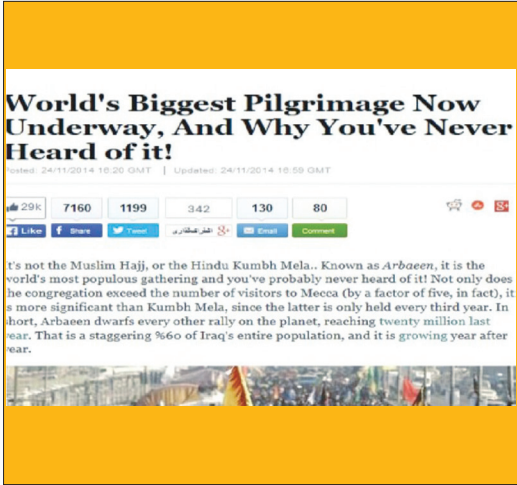 World's Biggest Pilgrimage Now
Underway, And Why You've Never
Heard of it!
Posted: 24/11/2014 16:20 GMT | Updated: 24/11/2014 16:59 GMT
29k 7160 1199 342 130 80
Like Share Tweet Email Comment
It's not the Muslim Hajj, or the Hindu Kumbh Mela.. Known as Arbaeen, it is the
world's most populous gathering and you've probably never heard of it! Not only does
the congregation exceed the number of visitors to Mecca (by a factor of five, in fact), it
is more significant than Kumbh Mela, since the latter is only held every third year. In
short, Arbaeen dwarfs every other rally on the planet, reaching twenty million last
year. That is a staggering %60 of Iraq's entire population, and it is growing year after
year.